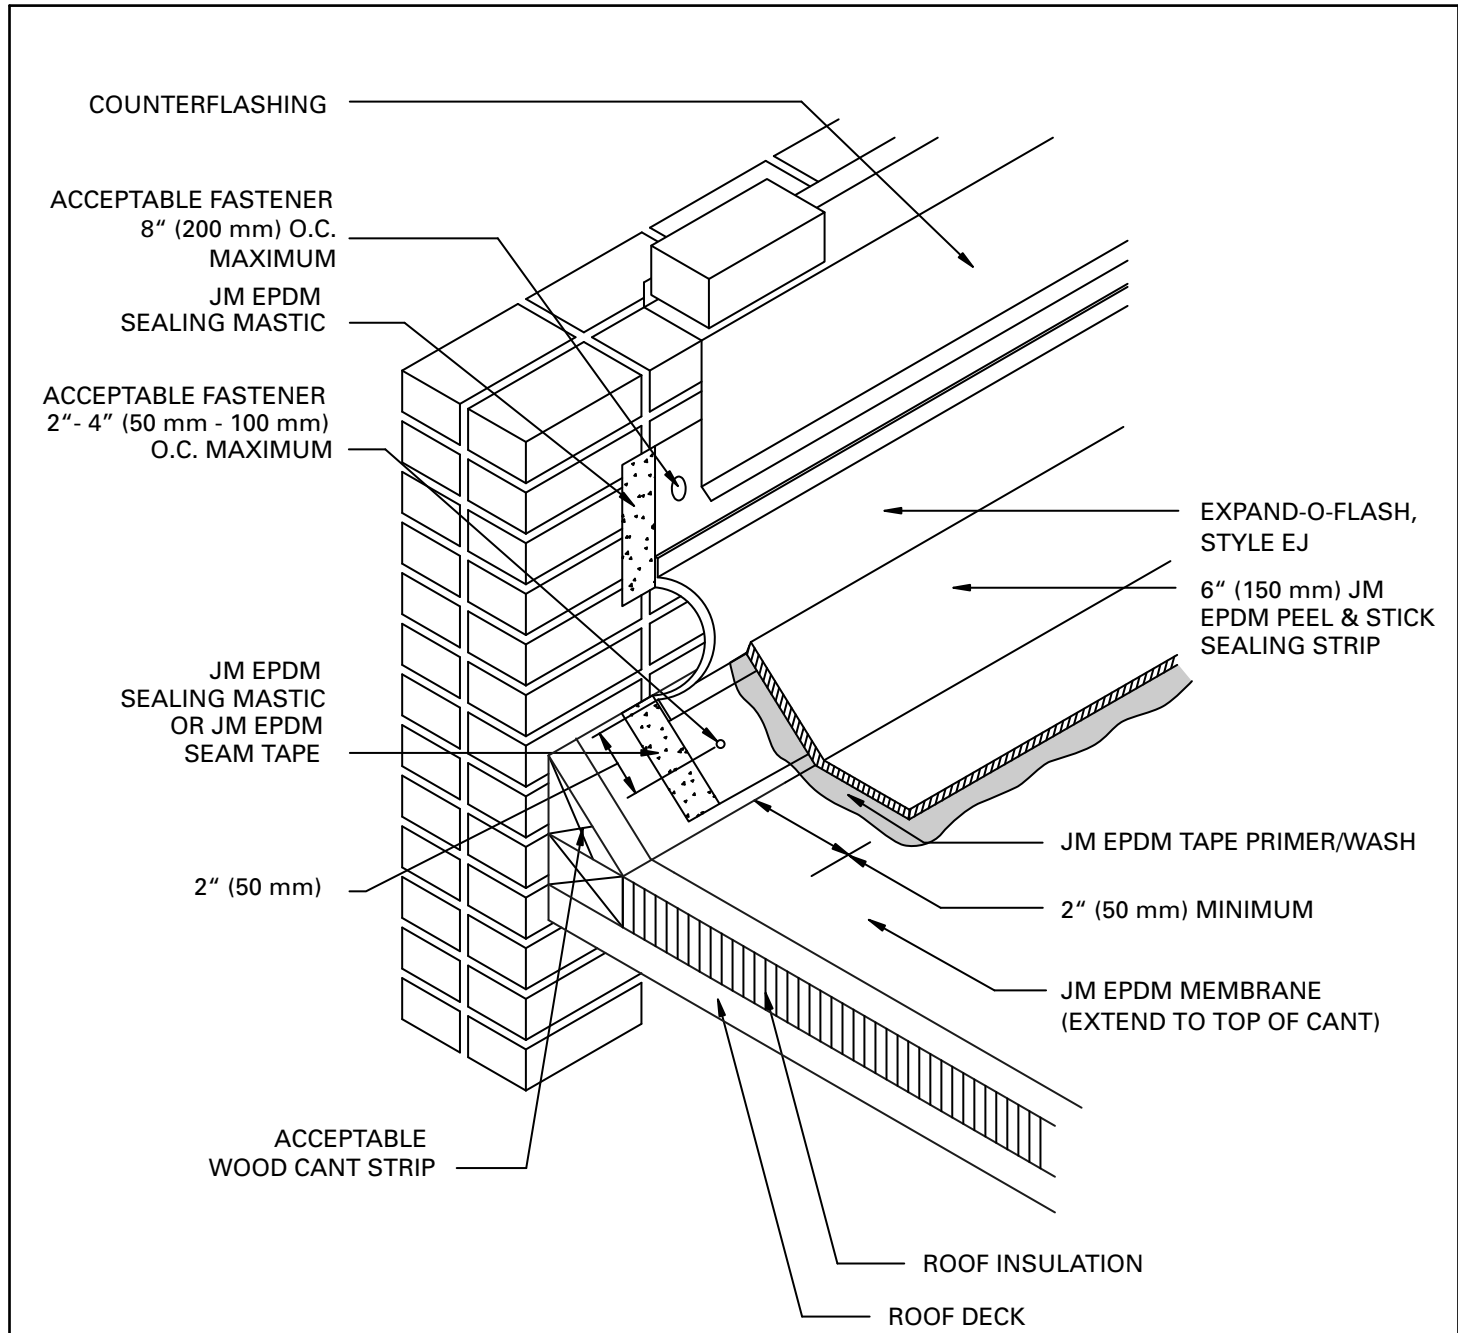 COUNTERFLASHING
ACCEPTABLE FASTENER
8“ (200 mm) O.C.
MAXIMUM
JM EPDM
SEALING MASTIC
ACCEPTABLE FASTENER
2“- 4” (50 mm - 100 mm)
O.C. MAXIMUM
EXPAND-O-FLASH,
STYLE EJ
6“ (150 mm) JM
EPDM PEEL & STICK
SEALING STRIP
JM EPDM
SEALING MASTIC
OR JM EPDM
SEAM TAPE
JM EPDM TAPE PRIMER/WASH
2“ (50 mm)
2“ (50 mm) MINIMUM
JM EPDM MEMBRANE
(EXTEND TO TOP OF CANT)
ACCEPTABLE
WOOD CANT STRIP
ROOF INSULATION
ROOF DECK